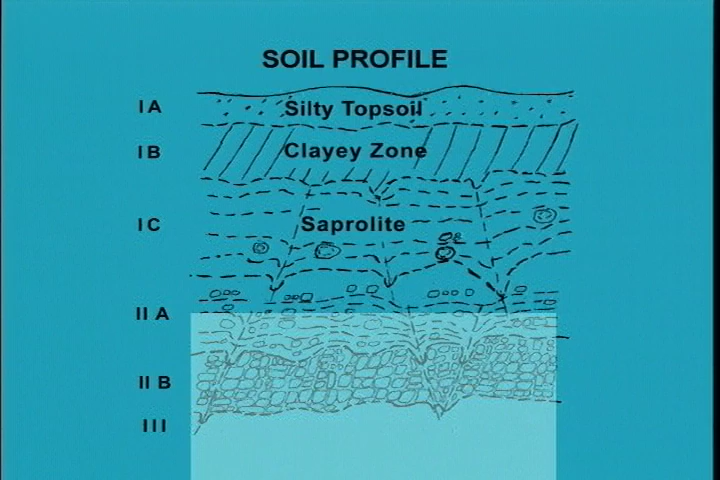 SOIL PROFILE
I A Silty Topsoil
I B Clayey Zone
I C Saprolite
II A
II B
III